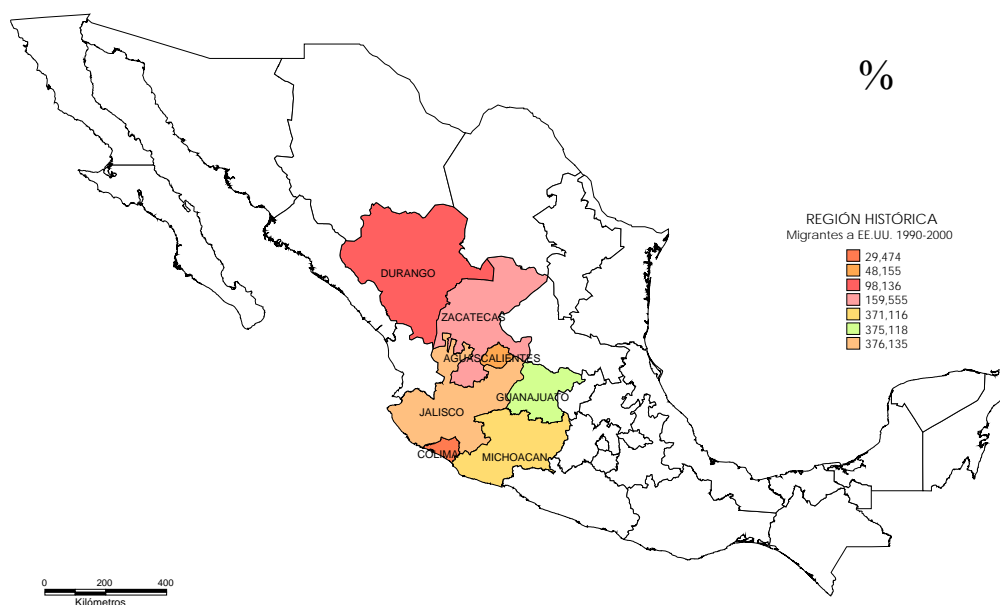 %
REGIÓN HISTÓRICA
Migrantes a EE.UU. 1990-2000
29,474
48,155
98,136
159,555
371,116
375,118
376,135
DURANGO
ZACATECAS
AGUASCALIENTES
GUANAJUATO
JALISCO
COLIMA
MICHOACAN
0 200 400
Kilómetros